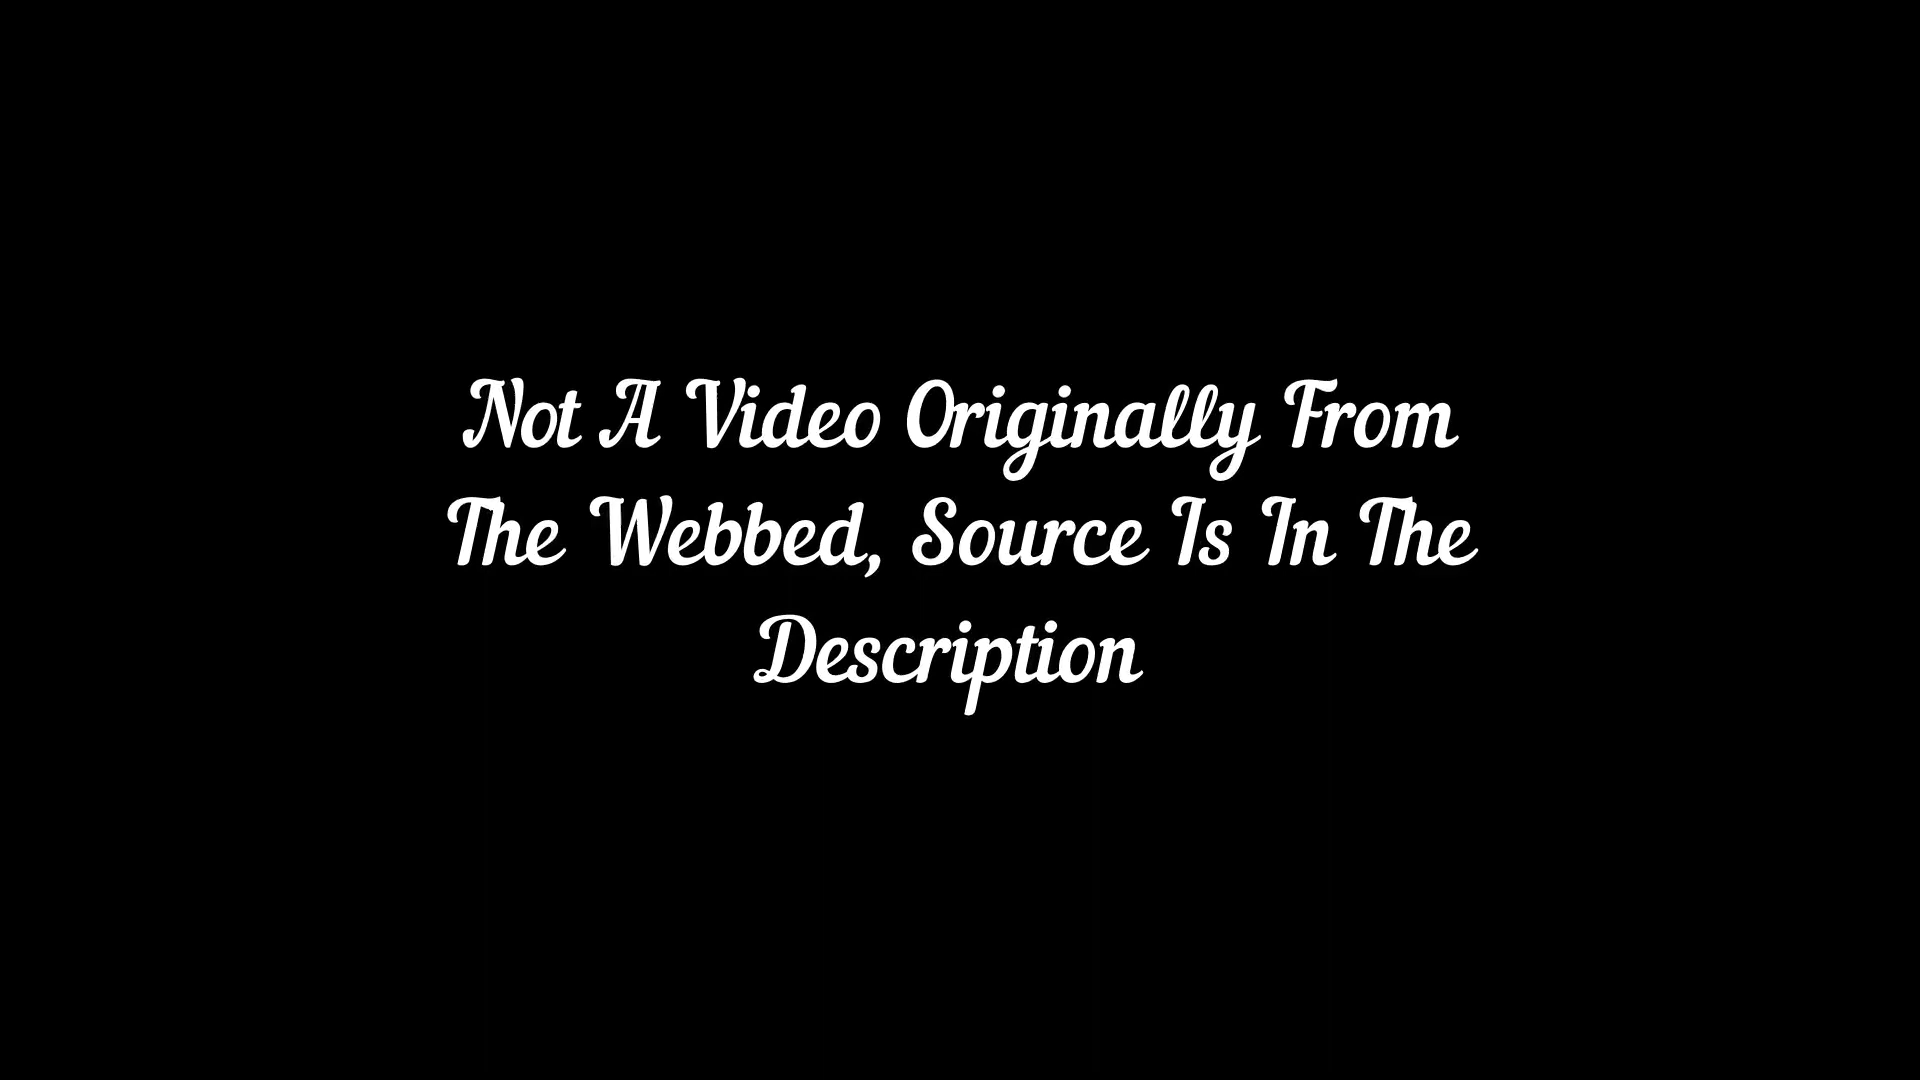 Not A Video Originally From
The Webbed, Source Is In The
Description